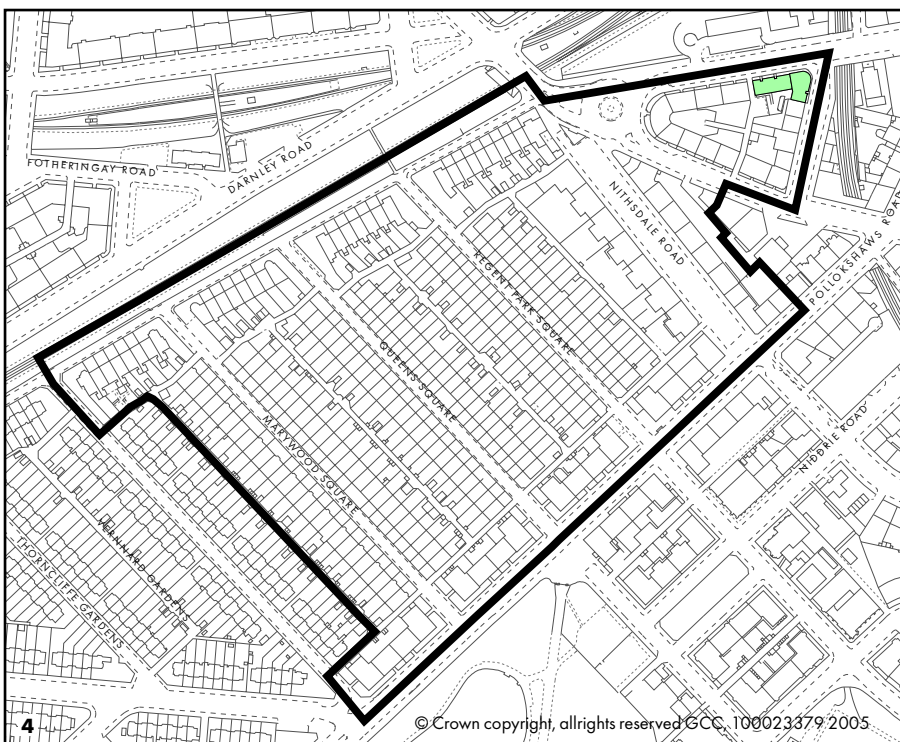 FOTHERINGAY ROAD
DARNLEY ROAD
NITHSDALE ROAD
POLLOKSHAWS ROAD
REGENT PARK SQUARE
QUEENS SQUARE
MARYWOOD SQUARE
NIDDRIE ROAD
VENNARD GARDENS
THORNCLIFFE GARDENS
4
© Crown copyright, allrights reserved GCC, 100023379 2005